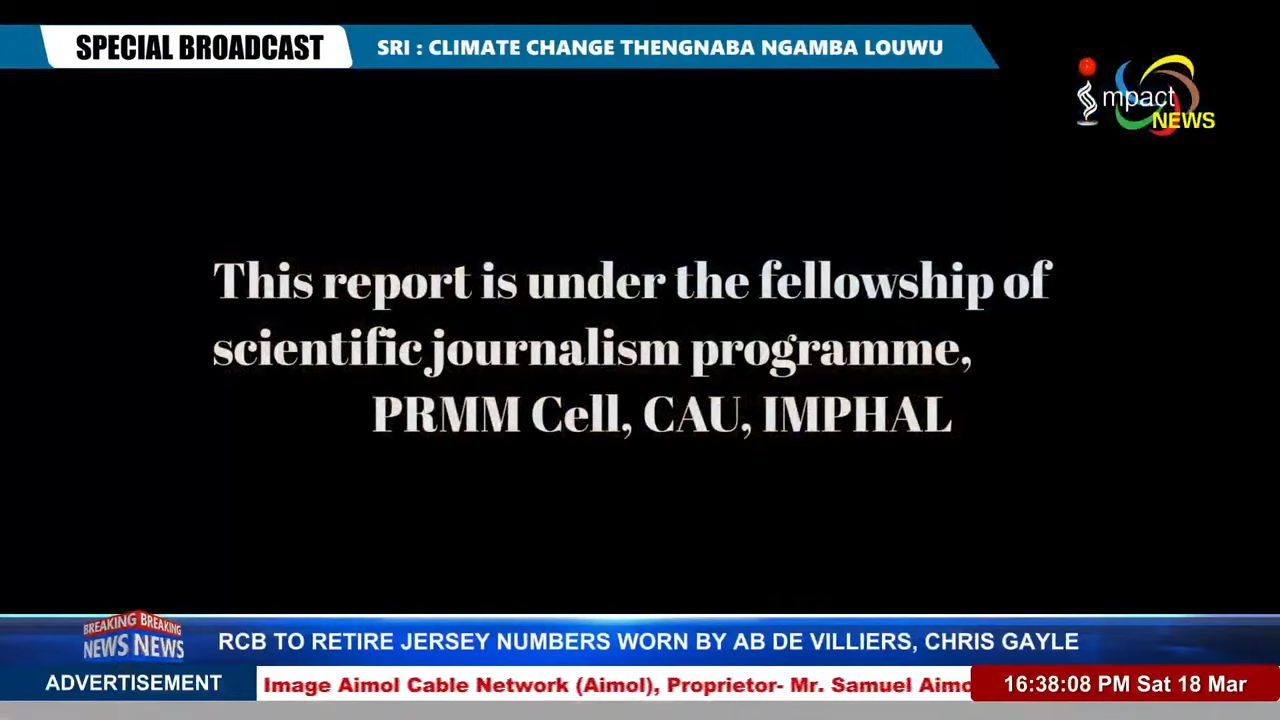 SPECIAL BROADCAST
SRI : CLIMATE CHANGE THENGNABA NGAMBA LOUWU
impact
NEWS
This report is under the fellowship of
scientific journalism programme,
PRMM Cell, CAU, IMPHAL
BREAKING BREAKING
NEWS NEWS
RCB TO RETIRE JERSEY NUMBERS WORN BY AB DE VILLIERS, CHRIS GAYLE
ADVERTISEMENT
Image Aimol Cable Network (Aimol), Proprietor- Mr. Samuel Aimo
16:38:08 PM Sat 18 Mar